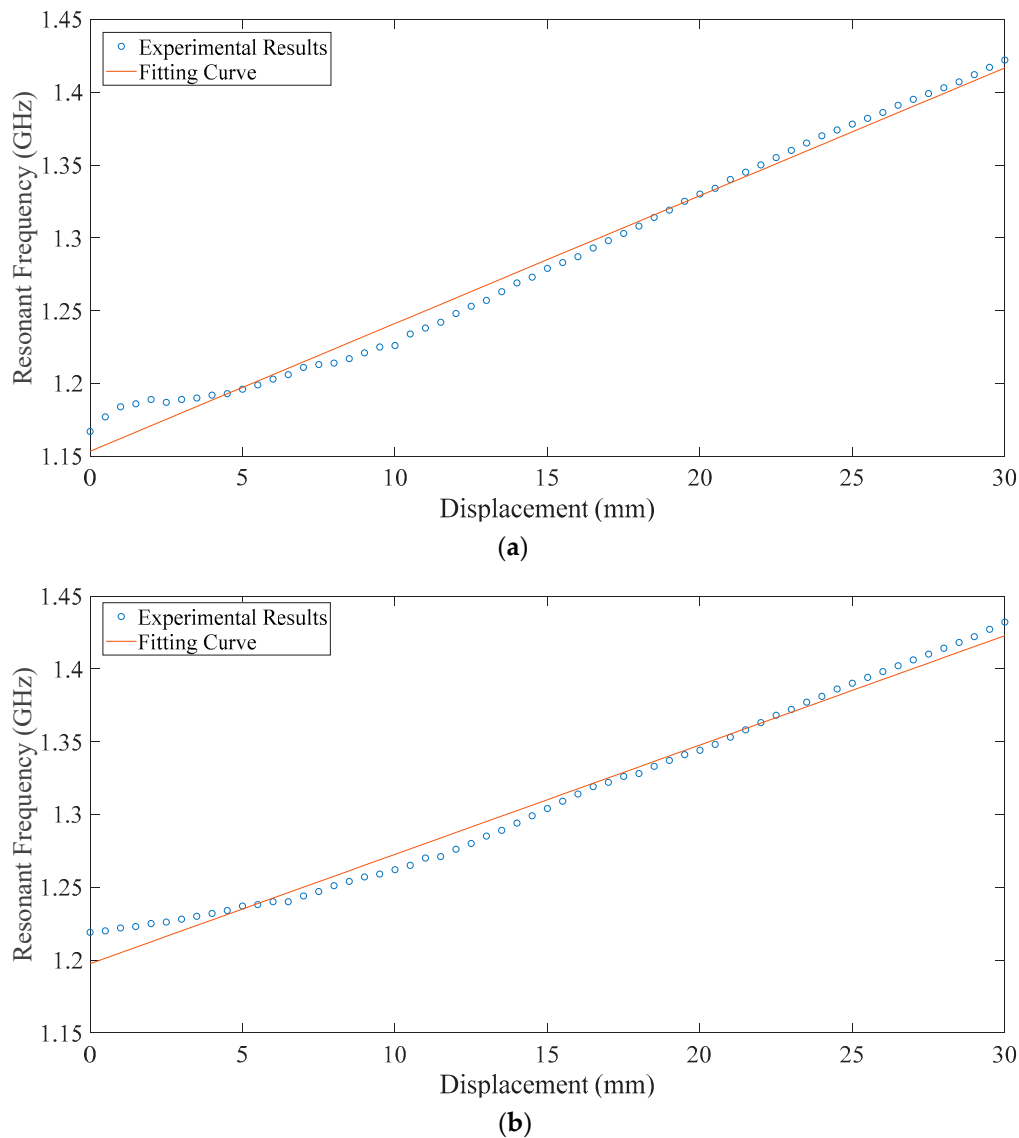 1.45
Experimental Results
Fitting Curve
1.4
1.35
1.3
1.25
1.2
1.15
Resonant Frequency (GHz)
0 5 10 15 20 25 30
Displacement (mm)
(a)
1.45
Experimental Results
Fitting Curve
1.4
1.35
1.3
1.25
1.2
1.15
Resonant Frequency (GHz)
0 5 10 15 20 25 30
Displacement (mm)
(b)